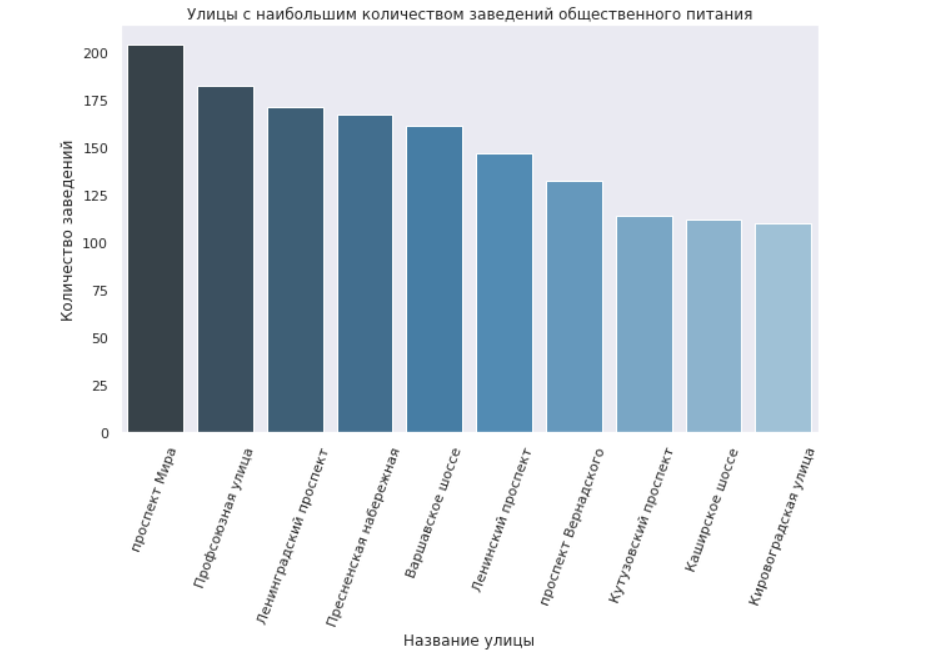 Улицы с наибольшим количеством заведений общественного питания
Количество заведений
200
175
150
125
100
75
50
25
0
проспект Мира
Профсоюзная улица
Ленинградский проспект
Пресненская набережная
Варшавское шоссе
Ленинский проспект
проспект Вернадского
Кутузовский проспект
Каширское шоссе
Кировоградская улица
Название улицы